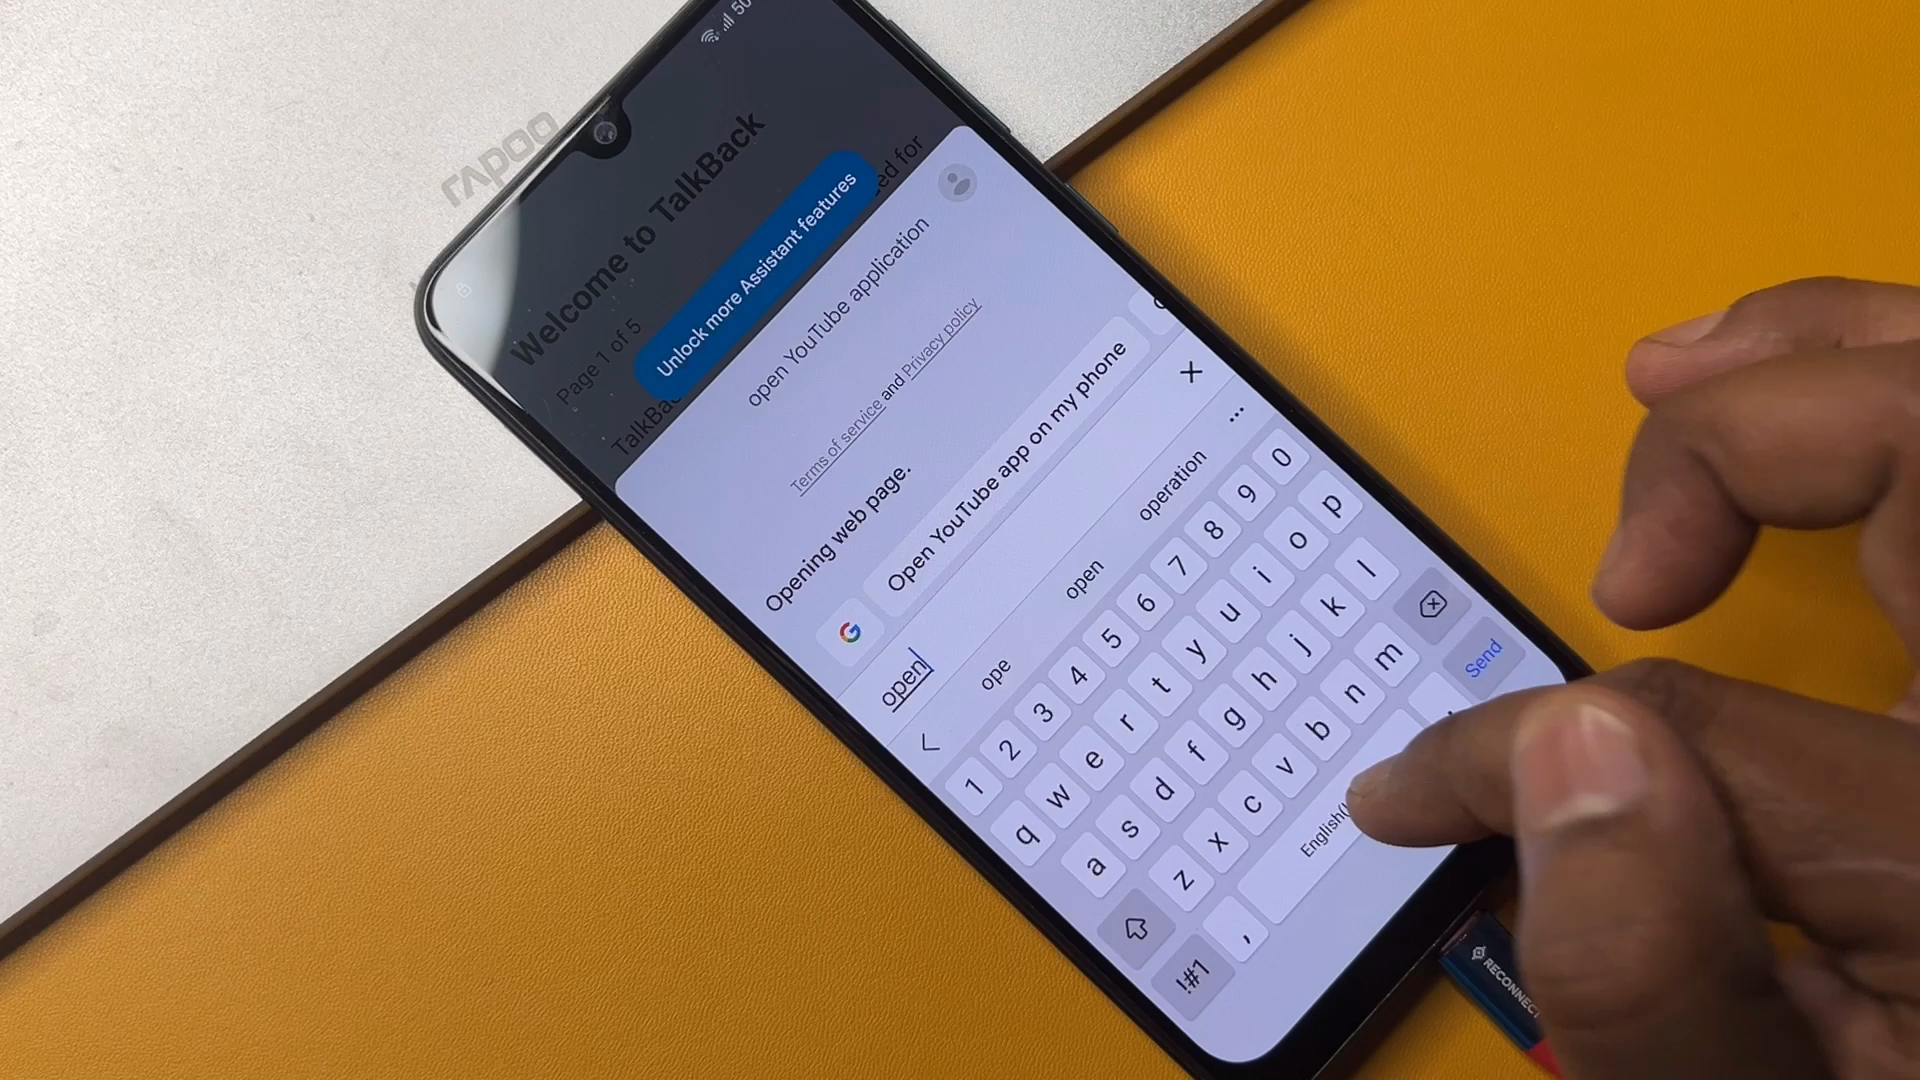 rapoo
50
Welcome to TalkBack
Page 1 of 5
TalkBa
ed for
Unlock more Assistant features
open YouTube application
Terms of service and Privacy policy
Opening web page.
Open YouTube app on my phone
open
ope open operation
1 2 3 4 5 6 7 8 9 0
q w e r t y u i o p
a s d f g h j k l
z x c v b n m
!#1 , English( Send
RECONNECT